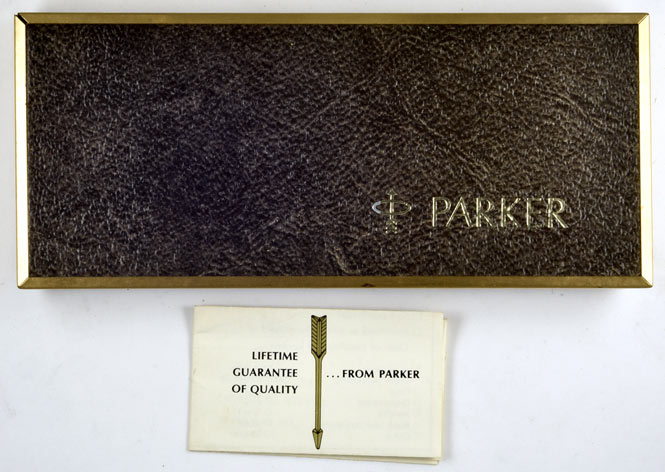 PARKER
LIFETIME
GUARANTEE
OF QUALITY
...FROM PARKER